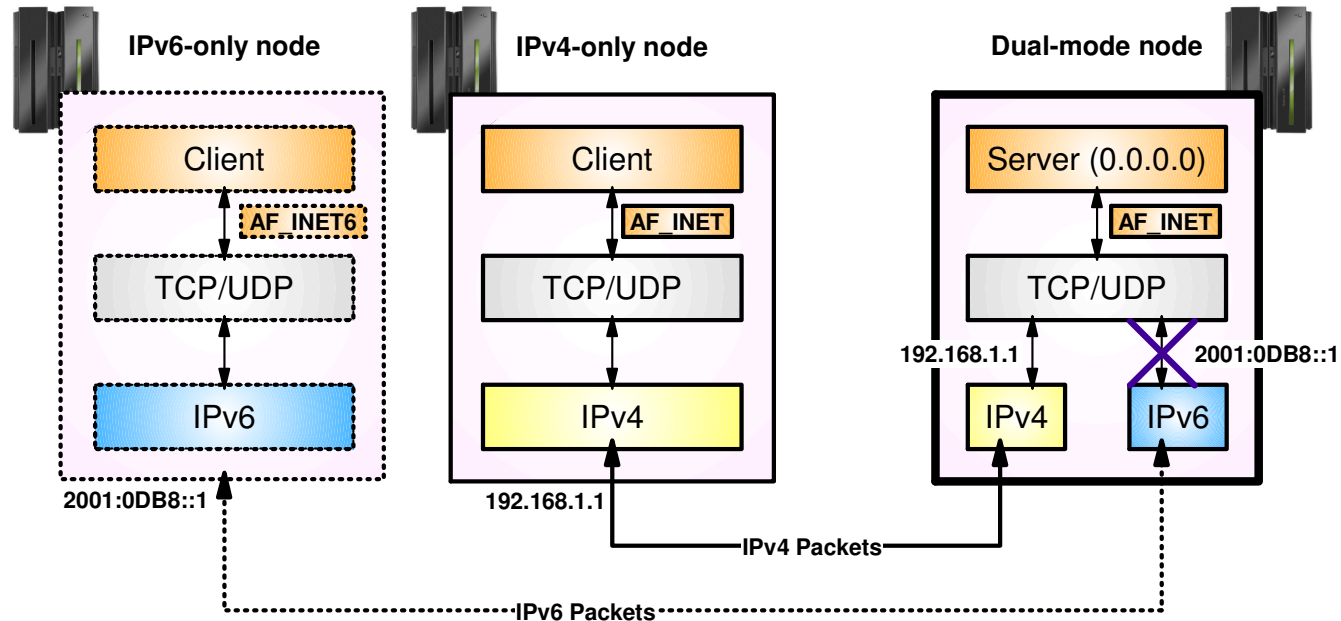 IPv6-only node
IPv4-only node
Dual-mode node
Client
Client
Server (0.0.0.0)
AF_INET6
AF_INET
AF_INET
TCP/UDP
TCP/UDP
TCP/UDP
192.168.1.1
2001:0DB8::1
IPv6
IPv4
IPv4
IPv6
2001:0DB8::1
192.168.1.1
IPv4 Packets
IPv6 Packets